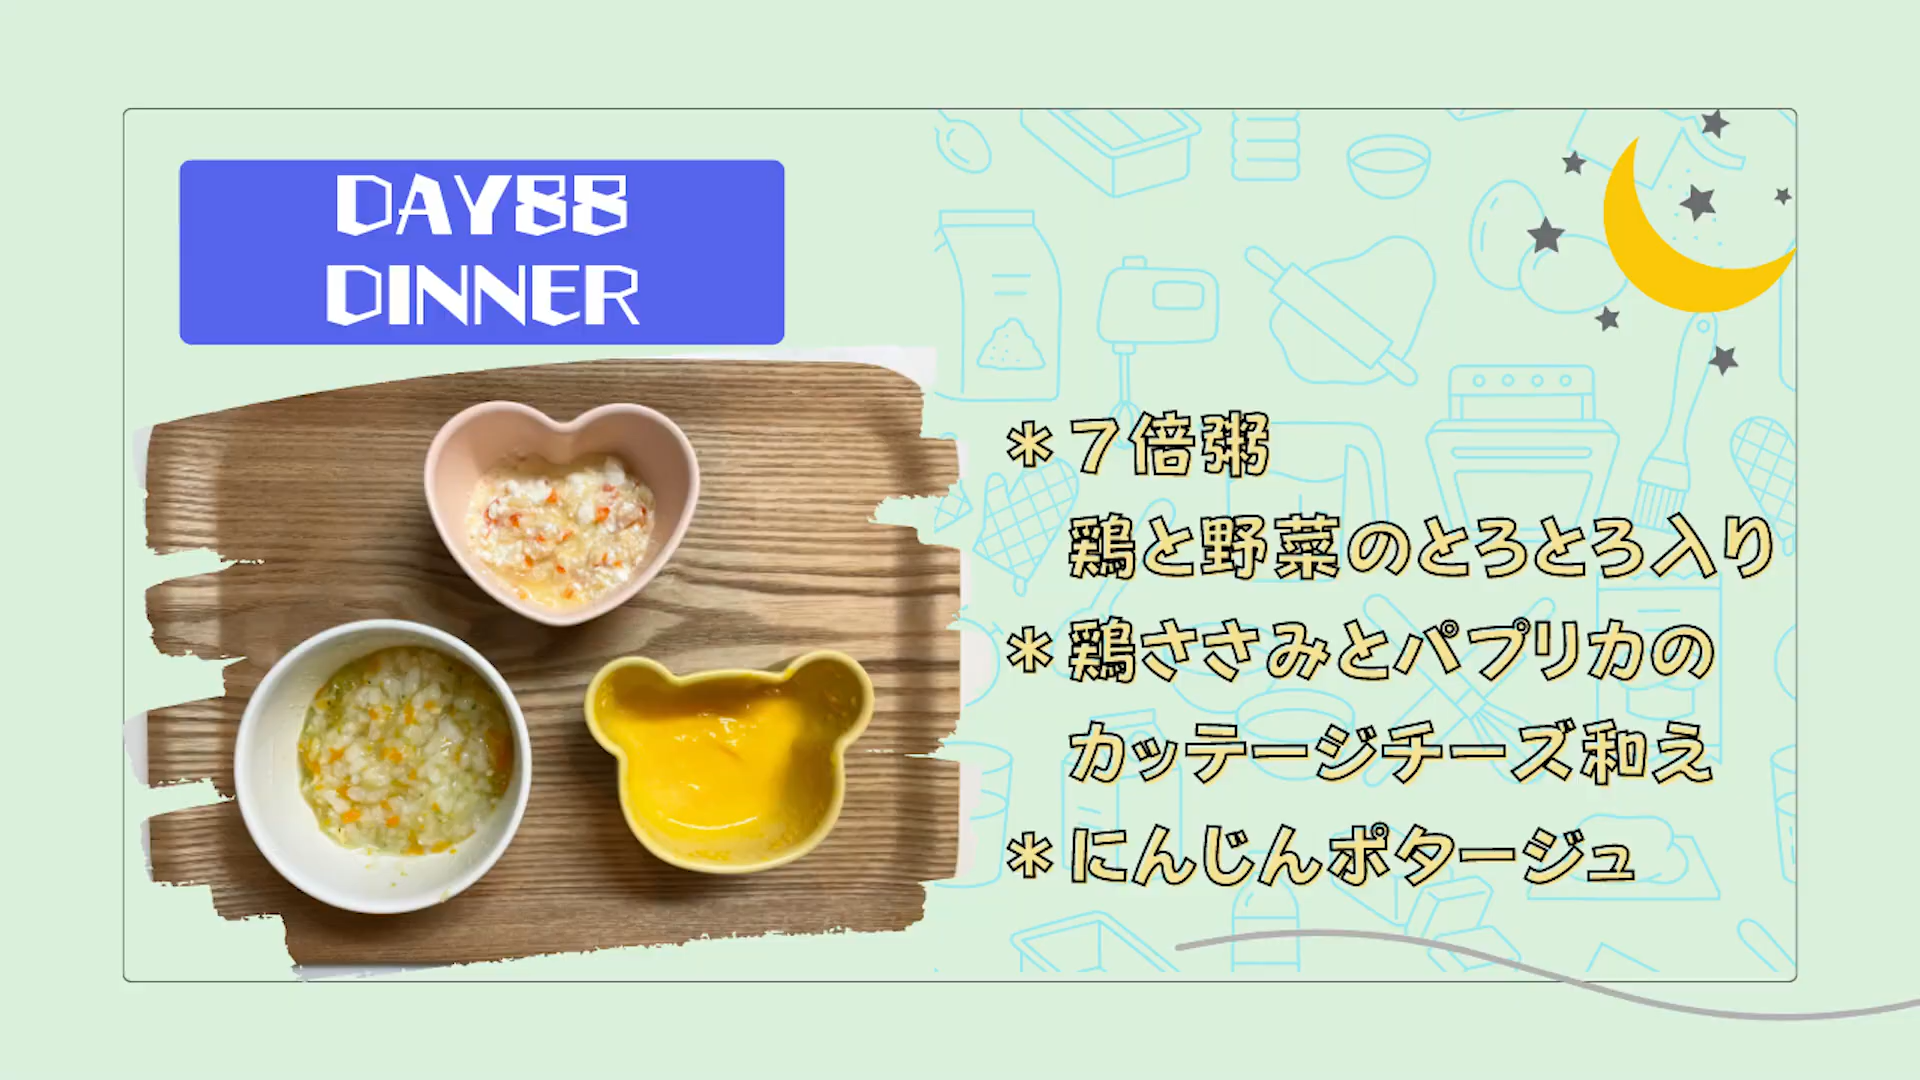 DAY88
DINNER
＊７倍粥
鶏と野菜のとろとろ入り
＊鶏ささみとパプリカの
カッテージチーズ和え
＊にんじんポタージュ